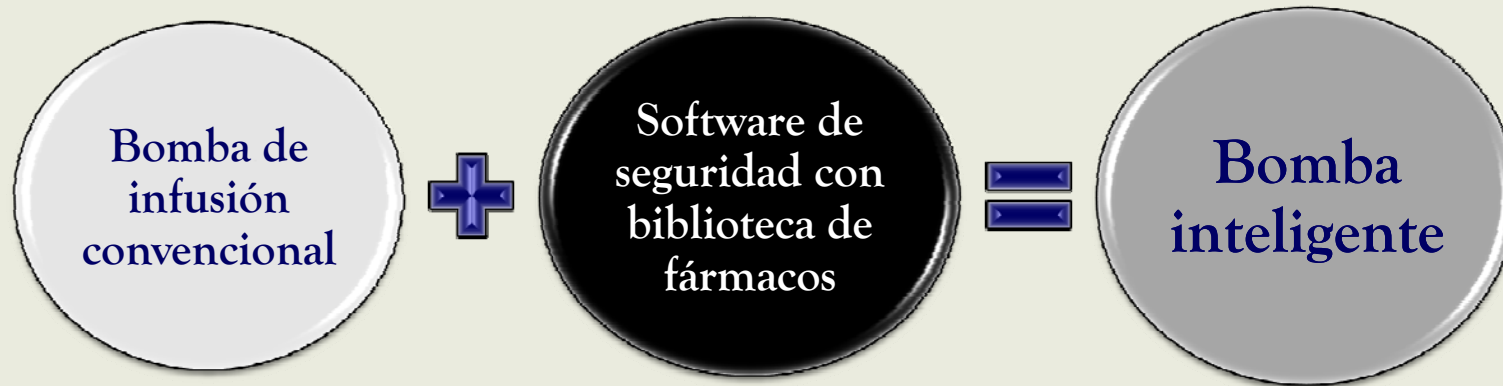 Bomba de
infusión
convencional
Software de
seguridad con
biblioteca de
fármacos
Bomba
inteligente